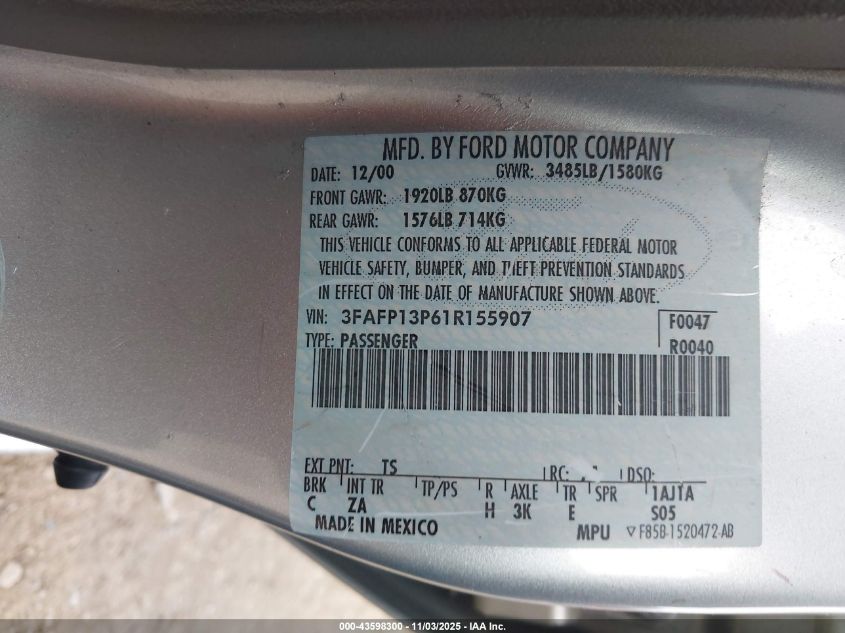 MFD. BY FORD MOTOR COMPANY
DATE: 12/00 GVWR: 3485LB/1580KG
FRONT GAWR: 1920LB 870KG
REAR GAWR: 1576LB 714KG
THIS VEHICLE CONFORMS TO ALL APPLICABLE FEDERAL MOTOR
VEHICLE SAFETY, BUMPER, AND THEFT PREVENTION STANDARDS
IN EFFECT ON THE DATE OF MANUFACTURE SHOWN ABOVE.
VIN: 3FAFP13P61R155907 F0047
TYPE: PASSENGER R0040
EXT PNT: TS RC: DSO:
BRK INT TR TP/PS R AXLE TR SPR 1AJTA
C ZA H 3K E S05
MADE IN MEXICO MPU F85B-1520472-AB
000-43598300 - 11/03/2025 - IAA Inc.